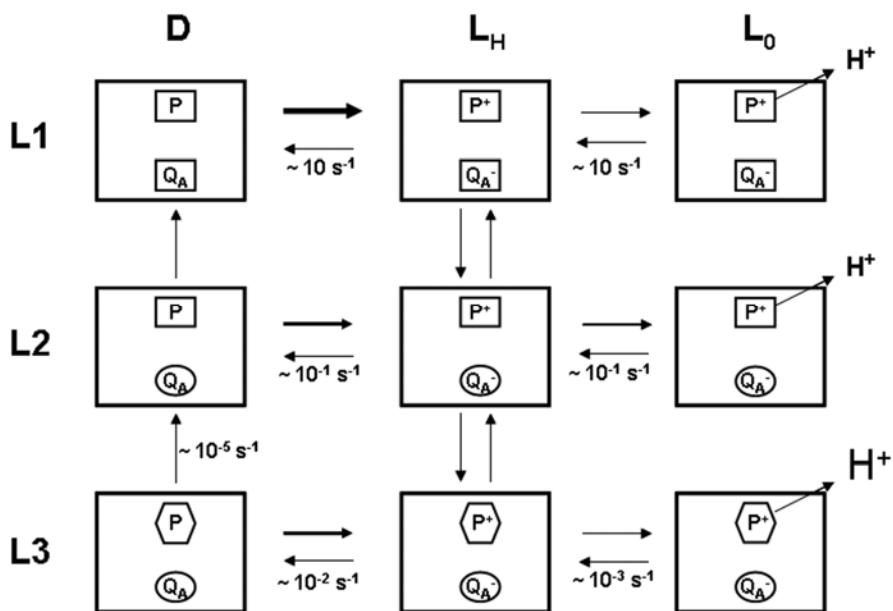 D L_H L_0
L1 P P⁺ P⁺ H⁺
Q_A Q_A⁻ Q_A⁻
~ 10 s⁻¹ ~ 10 s⁻¹
L2 P P⁺ P⁺ H⁺
~ 10⁻¹ s⁻¹ ~ 10⁻¹ s⁻¹
Q_A Q_A⁻ Q_A⁻
~ 10⁻⁵ s⁻¹
L3 P P⁺ P⁺ H⁺
~ 10⁻² s⁻¹ ~ 10⁻³ s⁻¹
Q_A Q_A⁻ Q_A⁻